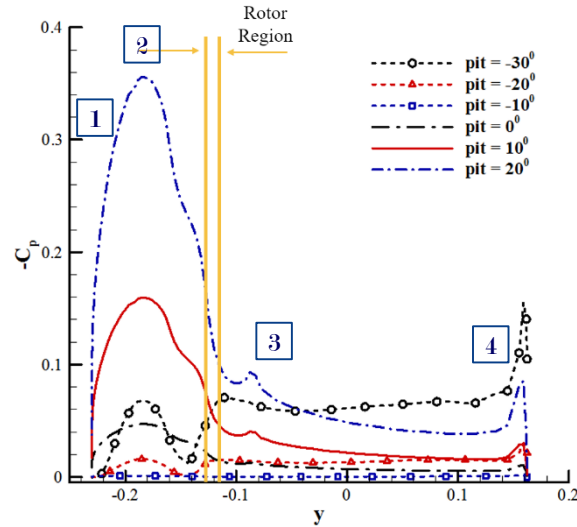 Rotor
Region
2
1
3
4
pit = -30⁰
pit = -20⁰
pit = -10⁰
pit = 0⁰
pit = 10⁰
pit = 20⁰
0.4
0.3
0.2
0.1
0
-Cₚ
-0.2
-0.1
0
0.1
0.2
y